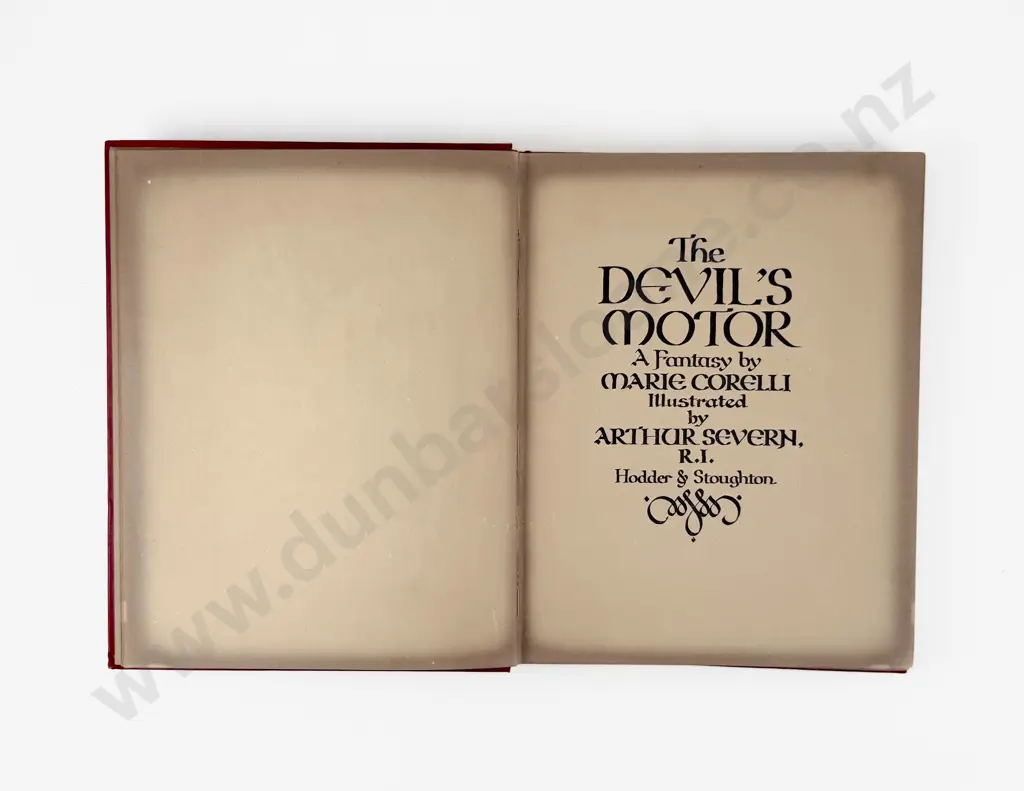 The
DEVIL'S
MOTOR
A Fantasy by
MARIE CORELLI
Illustrated
by
ARTHUR SEVERN,
R.I.
Hodder & Stoughton
www.dunbarsloane.co.nz